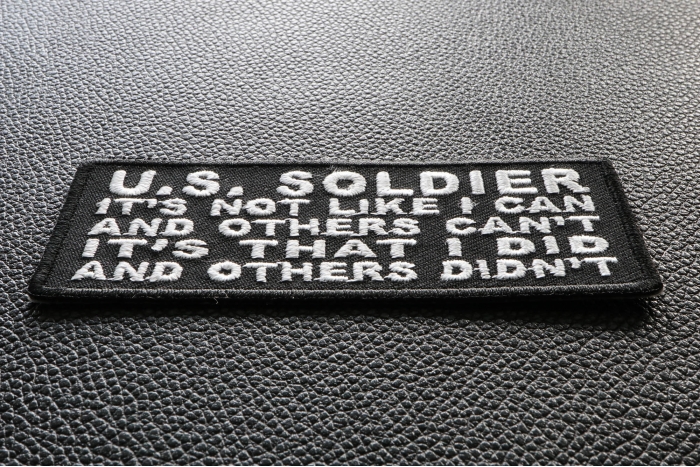 U.S. SOLDIER
IT'S NOT LIKE I CAN
AND OTHERS CAN'T
IT'S THAT I DID
AND OTHERS DIDN'T